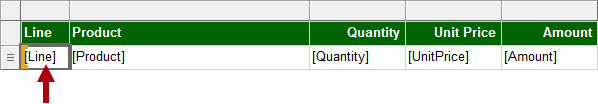 Line Product Quantity Unit Price Amount
[Line] [Product] [Quantity] [UnitPrice] [Amount]